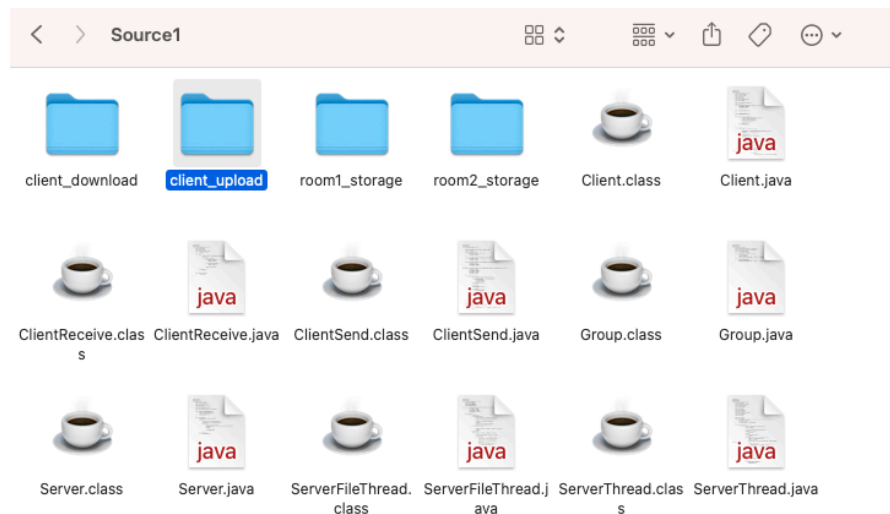 Source1
client_download
client_upload
room1_storage
room2_storage
Client.class
java
Client.java
ClientReceive.clas
s
java
ClientReceive.java
ClientSend.class
java
ClientSend.java
Group.class
java
Group.java
Server.class
java
Server.java
ServerFileThread.
class
java
ServerFileThread.j
ava
ServerThread.clas
s
java
ServerThread.java